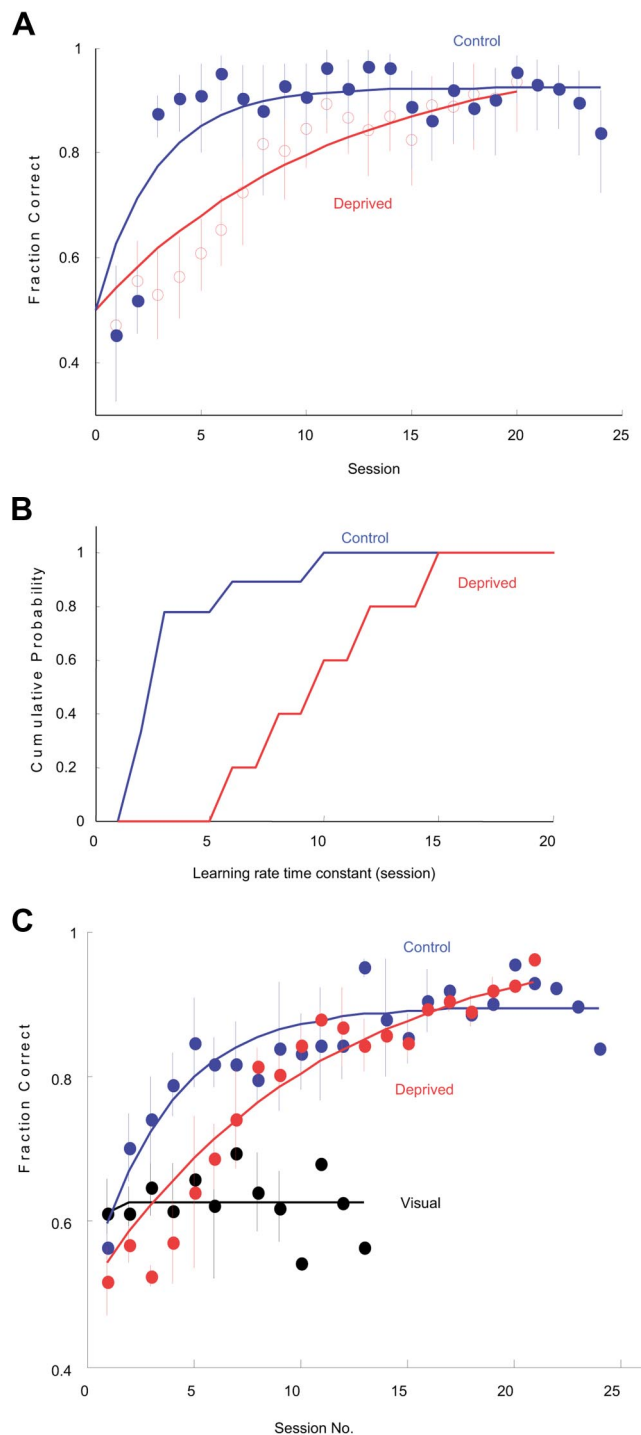 A
Control
Deprived
1
0.8
0.6
0.4
Fraction Correct
0 5 10 15 20 25
Session
B
Control
Deprived
1
0.8
0.6
0.4
0.2
0
Cumulative Probability
0 5 10 15 20
Learning rate time constant (session)
C
Control
Deprived
Visual
1
0.8
0.6
0.4
Fraction Correct
0 5 10 15 20 25
Session No.